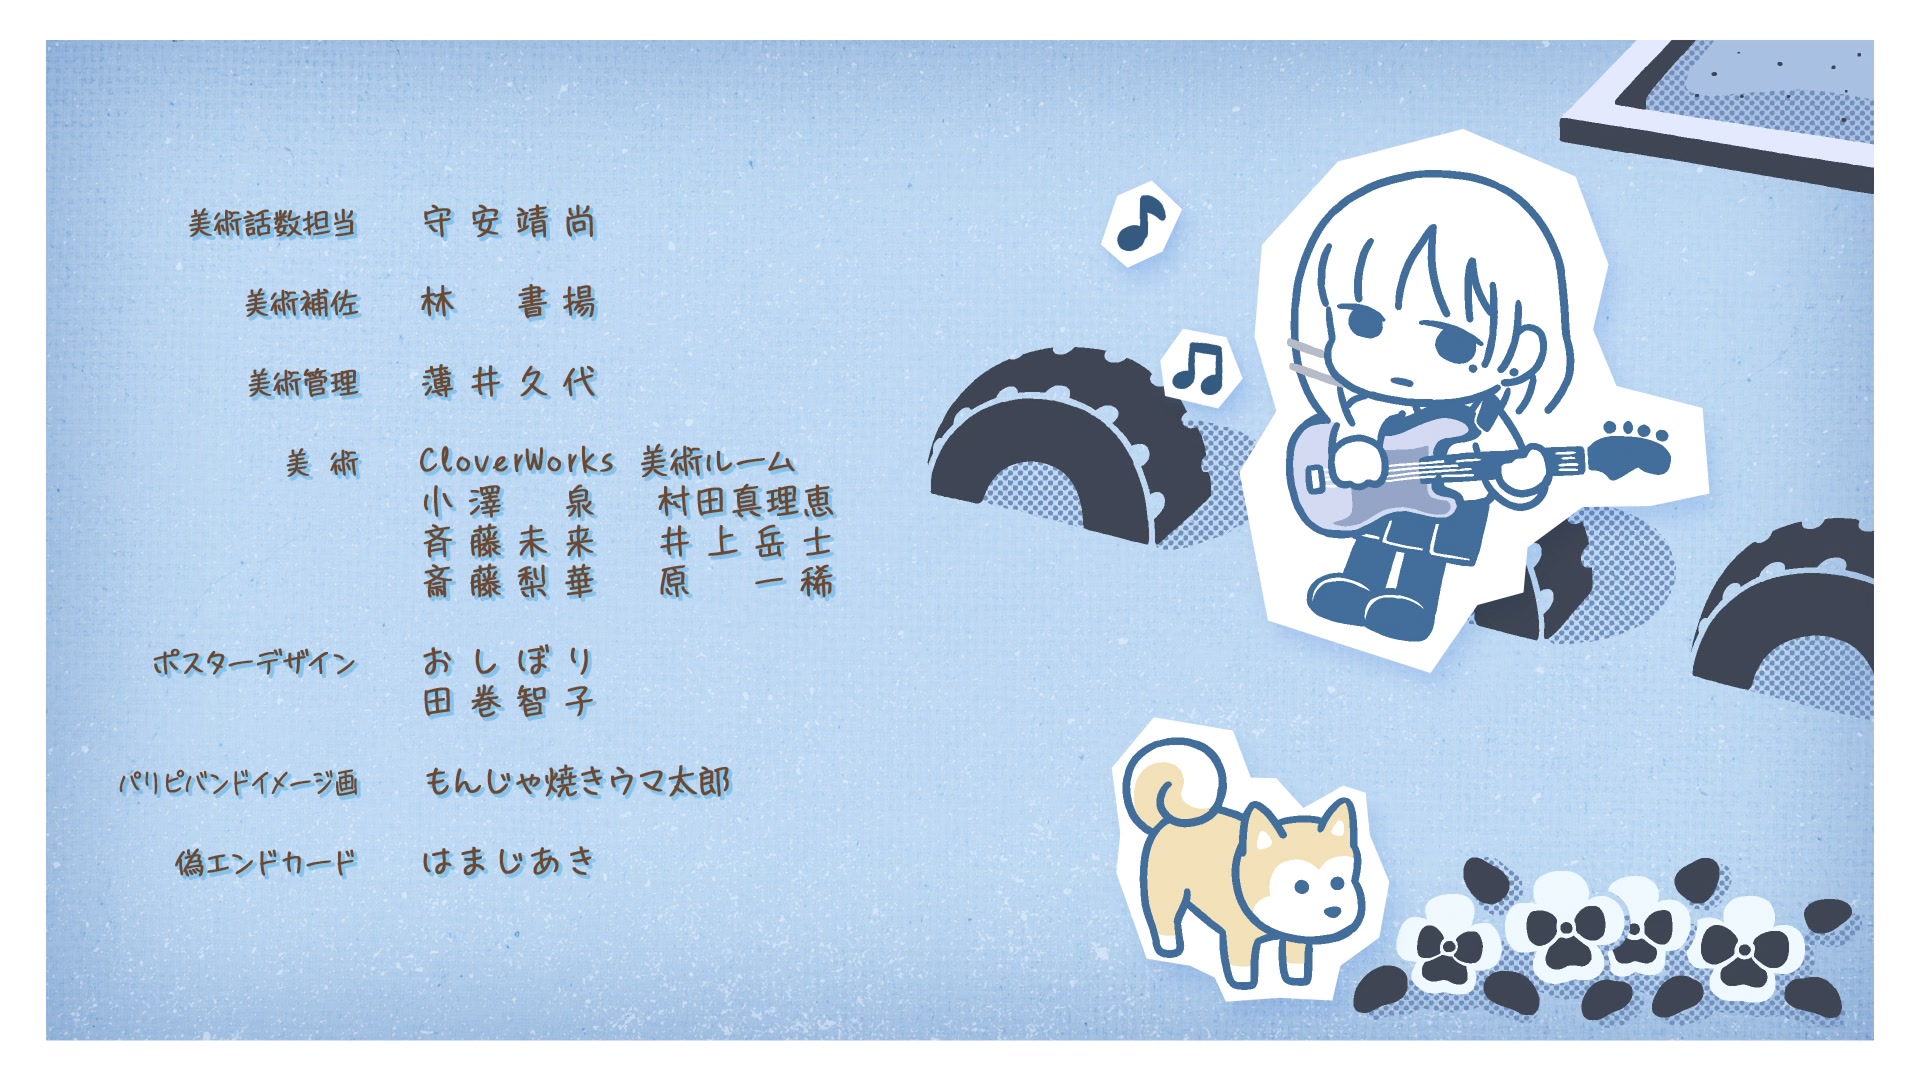 美術話数担当 守安靖尚
美術補佐 林 書揚
美術管理 薄井久代
美術 CloverWorks 美術ルーム
小澤 泉 村田真理恵
斉藤未来 井上岳士
斎藤梨華 原 一稀
ポスターデザイン おしぼり
田巻智子
パリピバンドイメージ画 もんじゃ焼きウマ太郎
偽エンドカード はまじあき